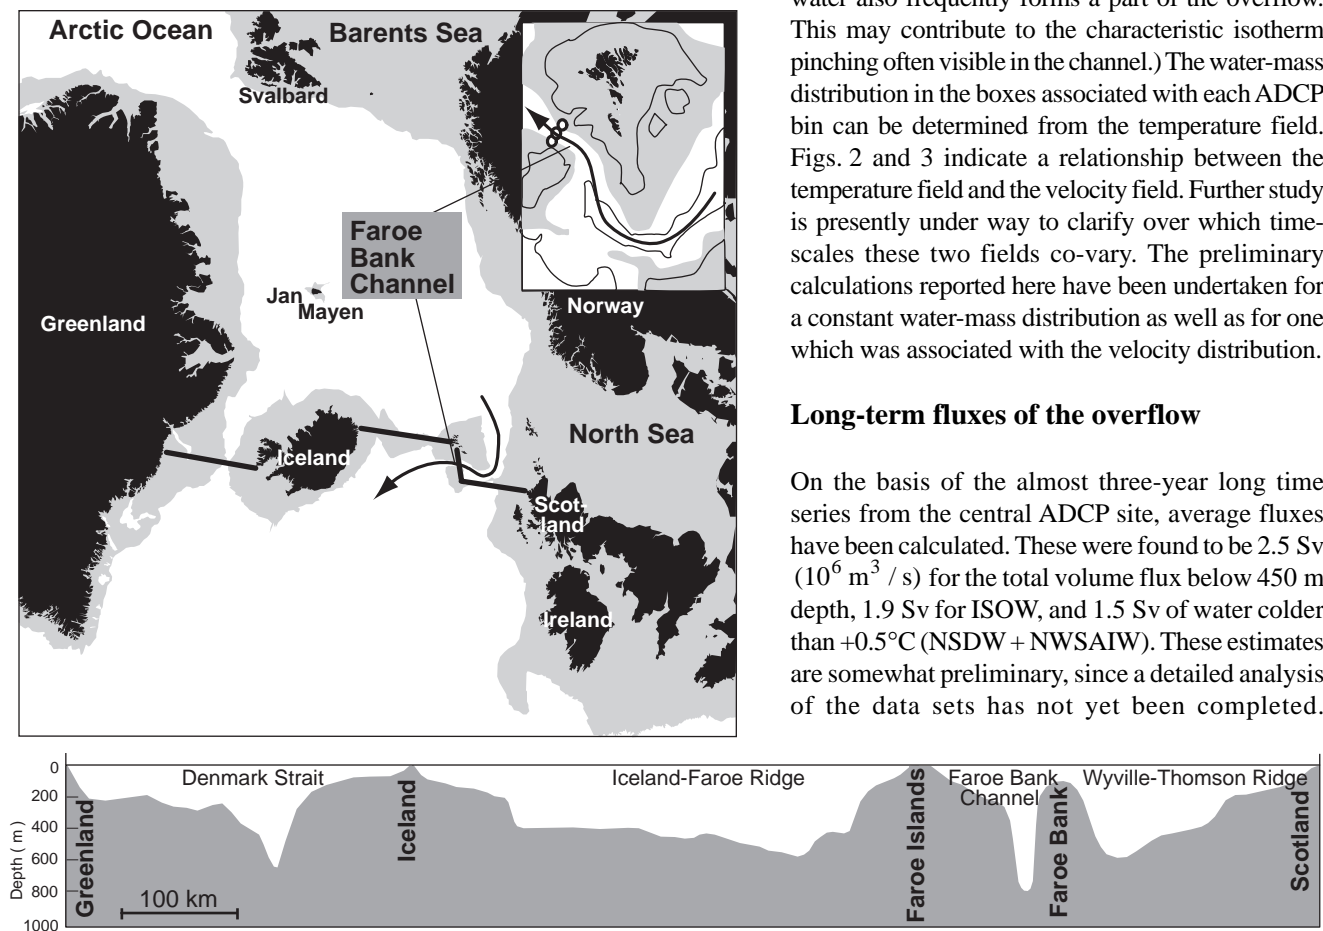 Arctic Ocean
Barents Sea
Svalbard
Faroe
Bank
Channel
Jan
Mayen
Greenland
Norway
North Sea
Iceland
Scot-
land
Ireland
water also frequently forms a part of the overflow.
This may contribute to the characteristic isotherm
pinching often visible in the channel.) The water-mass
distribution in the boxes associated with each ADCP
bin can be determined from the temperature field.
Figs. 2 and 3 indicate a relationship between the
temperature field and the velocity field. Further study
is presently under way to clarify over which time-
scales these two fields co-vary. The preliminary
calculations reported here have been undertaken for
a constant water-mass distribution as well as for one
which was associated with the velocity distribution.
Long-term fluxes of the overflow
On the basis of the almost three-year long time
series from the central ADCP site, average fluxes
have been calculated. These were found to be 2.5 Sv
(10⁶ m³ / s) for the total volume flux below 450 m
depth, 1.9 Sv for ISOW, and 1.5 Sv of water colder
than +0.5°C (NSDW + NWSAIW). These estimates
are somewhat preliminary, since a detailed analysis
of the data sets has not yet been completed.
Depth ( m )
0
200
400
600
800
1000
Greenland
Denmark Strait
Iceland
Iceland-Faroe Ridge
Faroe Islands
Faroe Bank
Channel
Faroe Bank
Wyville-Thomson Ridge
Scotland
100 km